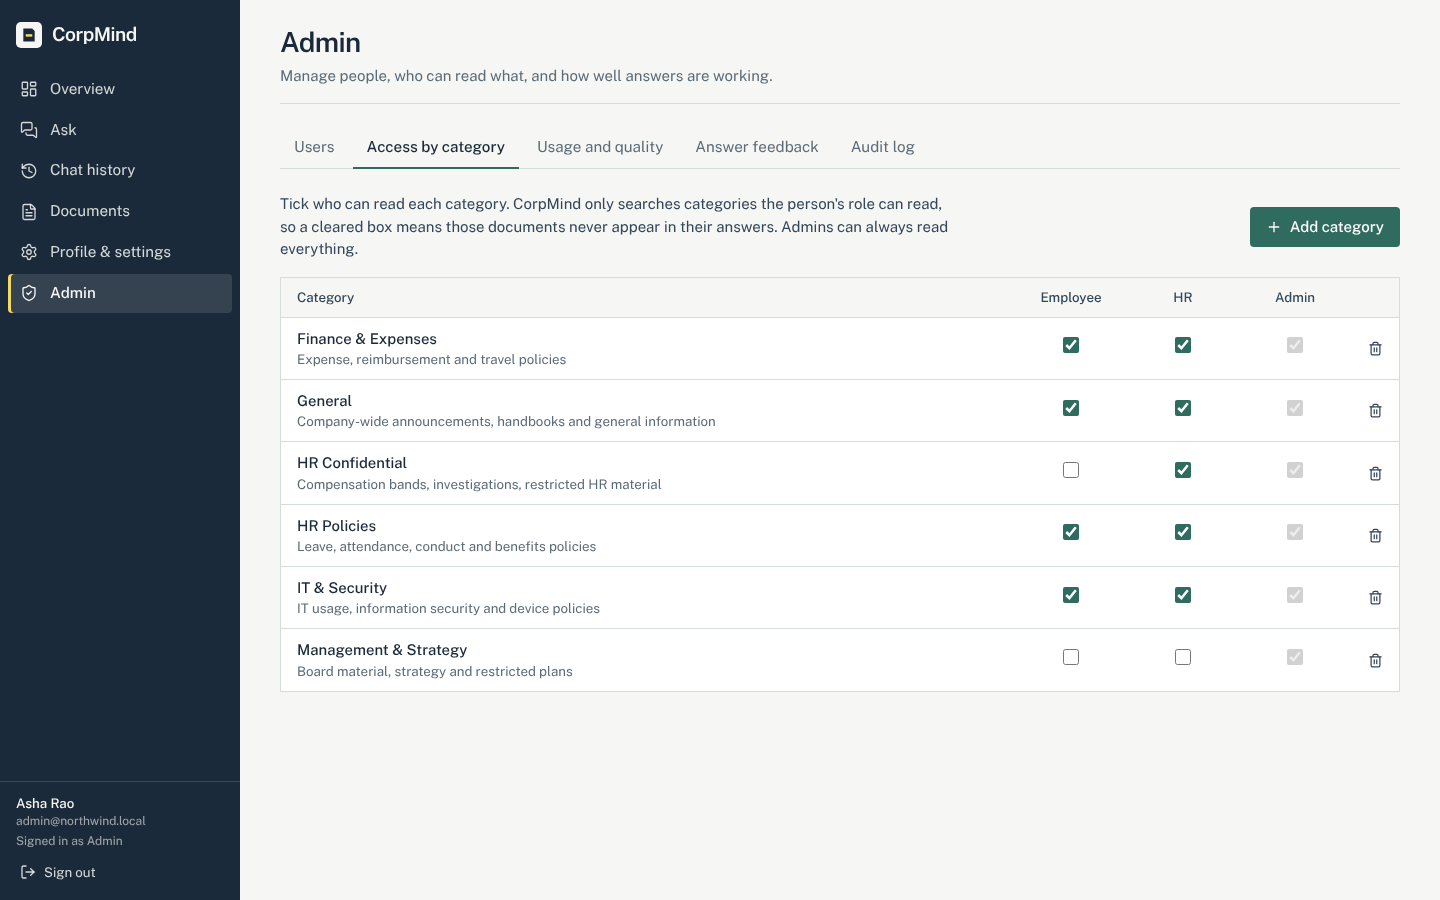 CorpMind
Overview
Ask
Chat history
Documents
Profile & settings
Admin
Asha Rao
admin@northwind.local
Signed in as Admin
Sign out
Admin
Manage people, who can read what, and how well answers are working.
Users Access by category Usage and quality Answer feedback Audit log
Tick who can read each category. CorpMind only searches categories the person's role can read,
so a cleared box means those documents never appear in their answers. Admins can always read
everything.
Add category
Category Employee HR Admin
Finance & Expenses
Expense, reimbursement and travel policies
General
Company-wide announcements, handbooks and general information
HR Confidential
Compensation bands, investigations, restricted HR material
HR Policies
Leave, attendance, conduct and benefits policies
IT & Security
IT usage, information security and device policies
Management & Strategy
Board material, strategy and restricted plans